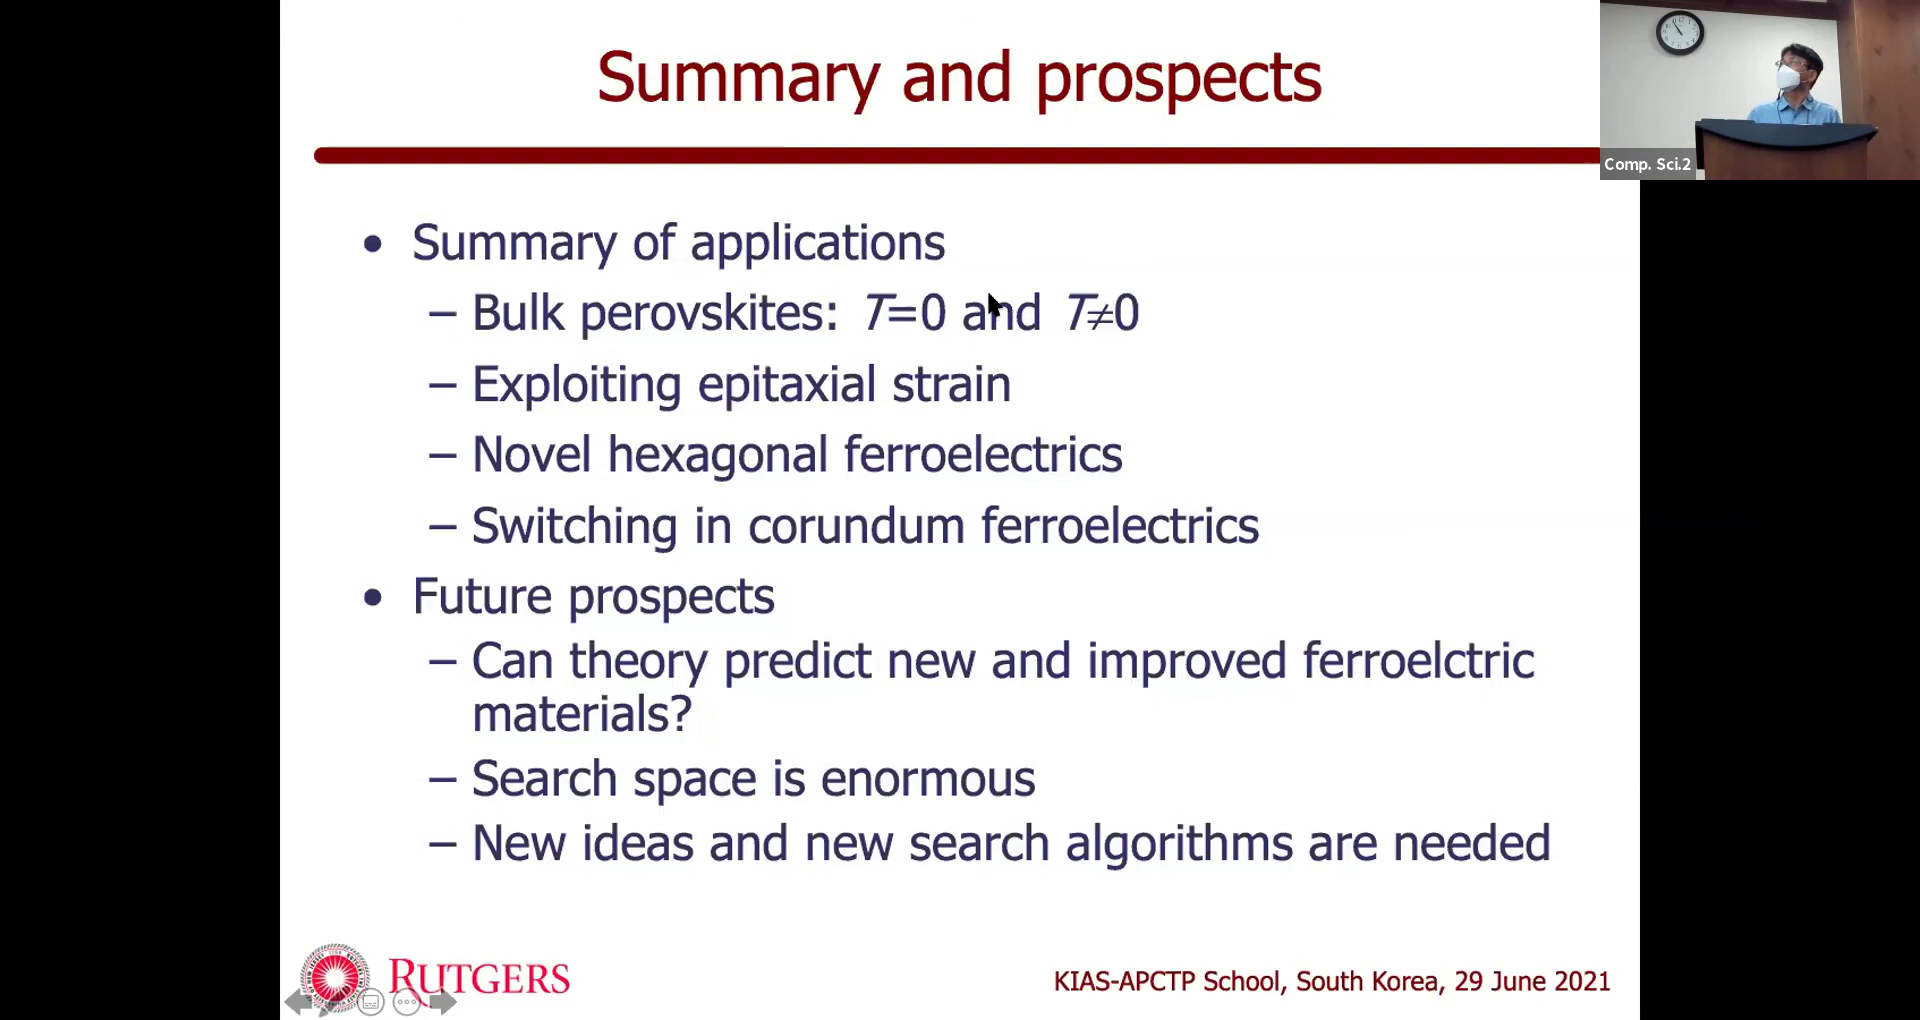 Summary and prospects
Comp. Sci.2
• Summary of applications
– Bulk perovskites: T=0 and T≠0
– Exploiting epitaxial strain
– Novel hexagonal ferroelectrics
– Switching in corundum ferroelectrics
• Future prospects
– Can theory predict new and improved ferroelctric
materials?
– Search space is enormous
– New ideas and new search algorithms are needed
RUTGERS
KIAS-APCTP School, South Korea, 29 June 2021